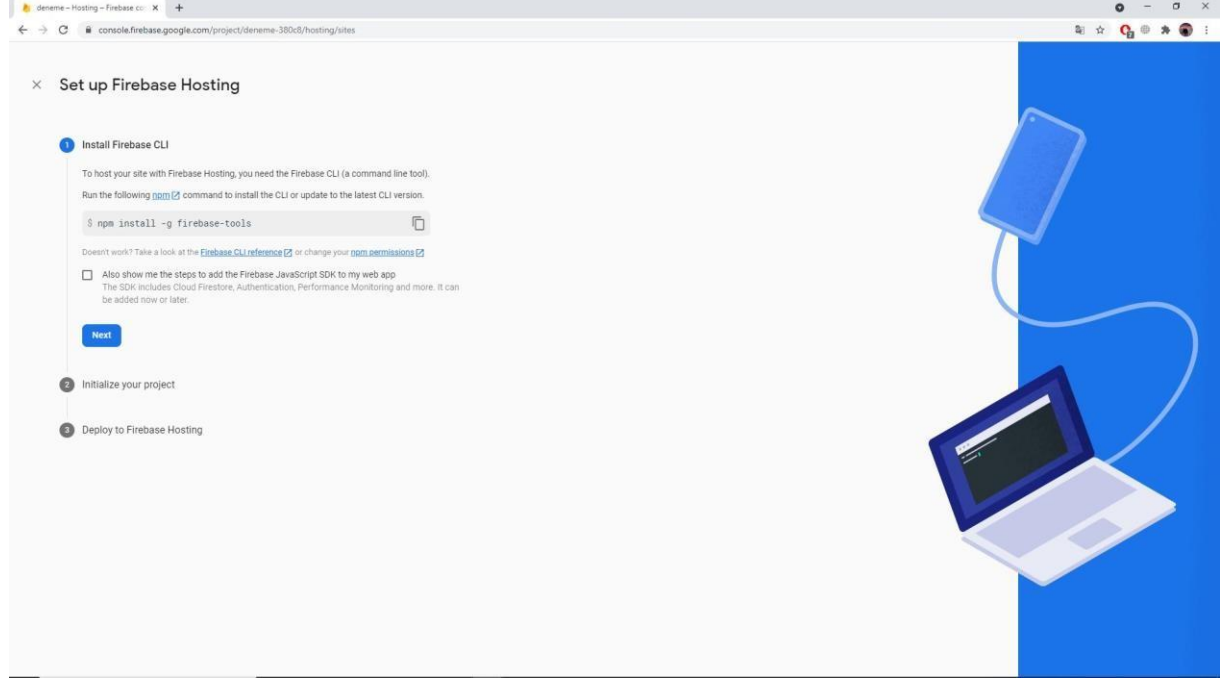 deneme – Hosting – Firebase co
console.firebase.google.com/project/deneme-380c8/hosting/sites
Set up Firebase Hosting
1 Install Firebase CLI
To host your site with Firebase Hosting, you need the Firebase CLI (a command line tool).
Run the following npm command to install the CLI or update to the latest CLI version.
$ npm install -g firebase-tools
Doesn't work? Take a look at the Firebase CLI reference or change your npm permissions
Also show me the steps to add the Firebase JavaScript SDK to my web app
The SDK includes Cloud Firestore, Authentication, Performance Monitoring and more. It can
be added now or later.
Next
2 Initialize your project
3 Deploy to Firebase Hosting